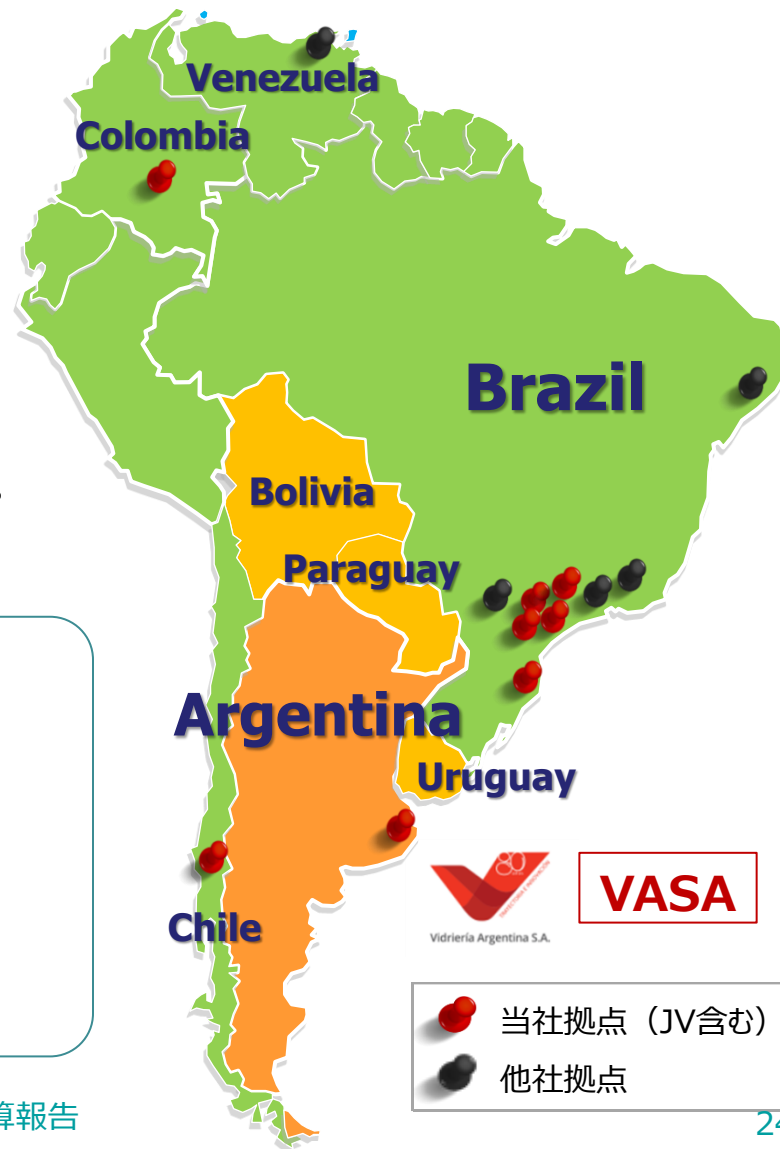 Venezuela
Colombia
Brazil
Bolivia
Paraguay
Argentina
Uruguay
Chile
80
Vidriería Argentina S.A.
VASA
当社拠点（JV含む）
他社拠点
算報告
24